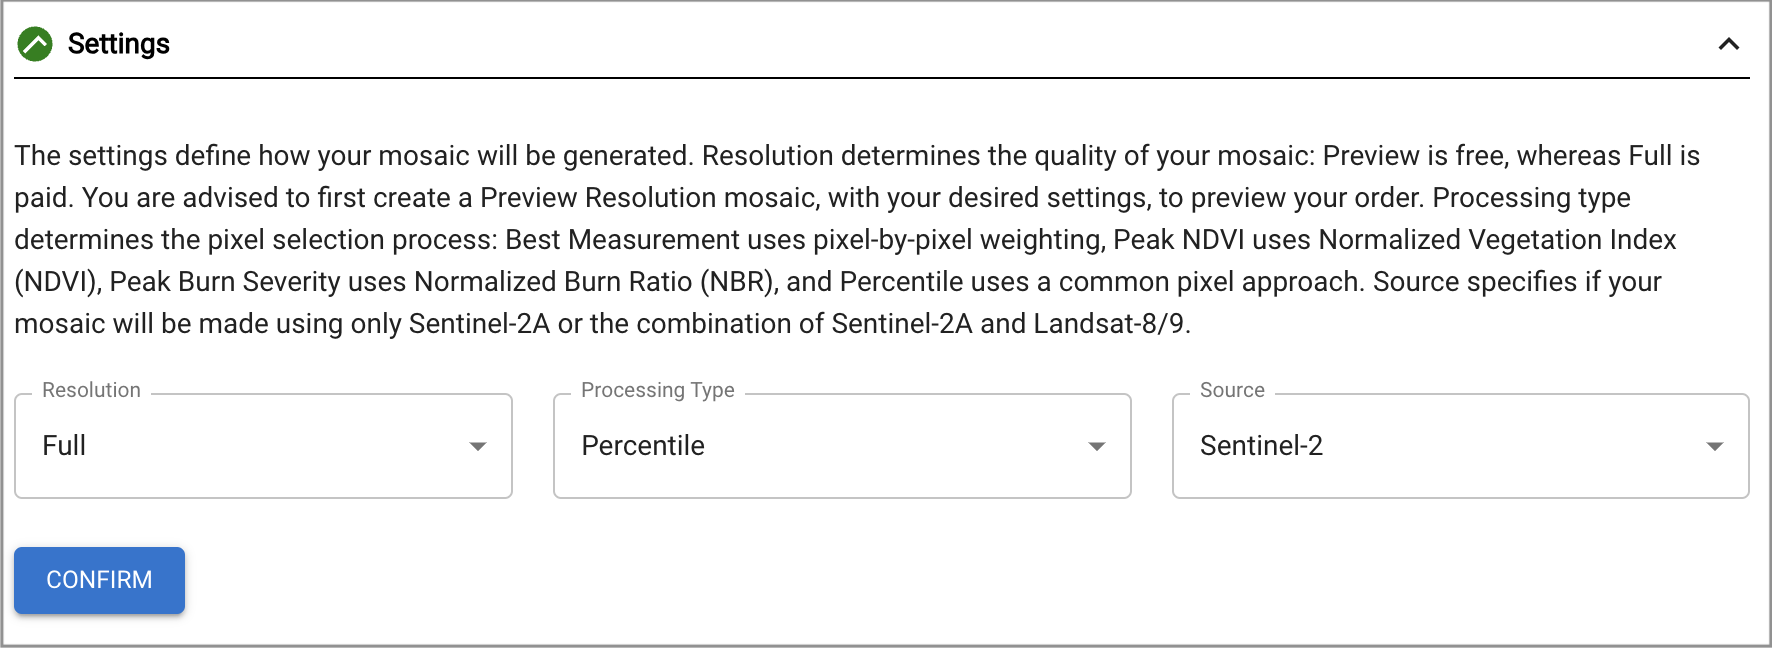 Settings
The settings define how your mosaic will be generated. Resolution determines the quality of your mosaic: Preview is free, whereas Full is
paid. You are advised to first create a Preview Resolution mosaic, with your desired settings, to preview your order. Processing type
determines the pixel selection process: Best Measurement uses pixel-by-pixel weighting, Peak NDVI uses Normalized Vegetation Index
(NDVI), Peak Burn Severity uses Normalized Burn Ratio (NBR), and Percentile uses a common pixel approach. Source specifies if your
mosaic will be made using only Sentinel-2A or the combination of Sentinel-2A and Landsat-8/9.
Resolution
Full
Processing Type
Percentile
Source
Sentinel-2
CONFIRM